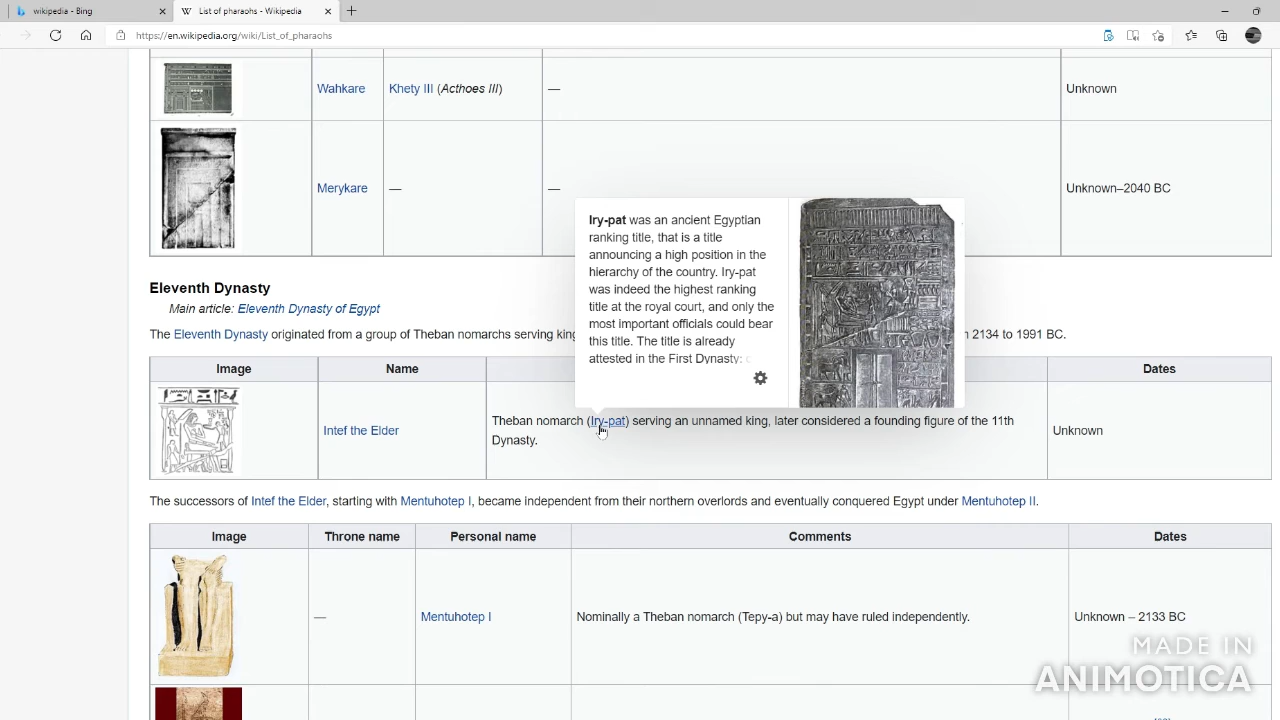 wikipedia - Bing
List of pharaohs - Wikipedia
https://en.wikipedia.org/wiki/List_of_pharaohs
Wahkare Khety III (Acthoes III) — Unknown
Merykare — — Unknown–2040 BC
Iry-pat was an ancient Egyptian
ranking title, that is a title
announcing a high position in the
hierarchy of the country. Iry-pat
was indeed the highest ranking
title at the royal court, and only the
most important officials could bear
this title. The title is already
attested in the First Dynasty:
Eleventh Dynasty
Main article: Eleventh Dynasty of Egypt
The Eleventh Dynasty originated from a group of Theban nomarchs serving 2134 to 1991 BC.
Image Name Dates
Intef the Elder
Theban nomarch (Iry-pat) serving an unnamed king, later considered a founding figure of the 11th
Dynasty.
Unknown
The successors of Intef the Elder, starting with Mentuhotep I, became independent from their northern overlords and eventually conquered Egypt under Mentuhotep II.
Image Throne name Personal name Comments Dates
— Mentuhotep I Nominally a Theban nomarch (Tepy-a) but may have ruled independently. Unknown – 2133 BC
MADE IN
ANIMOTICA